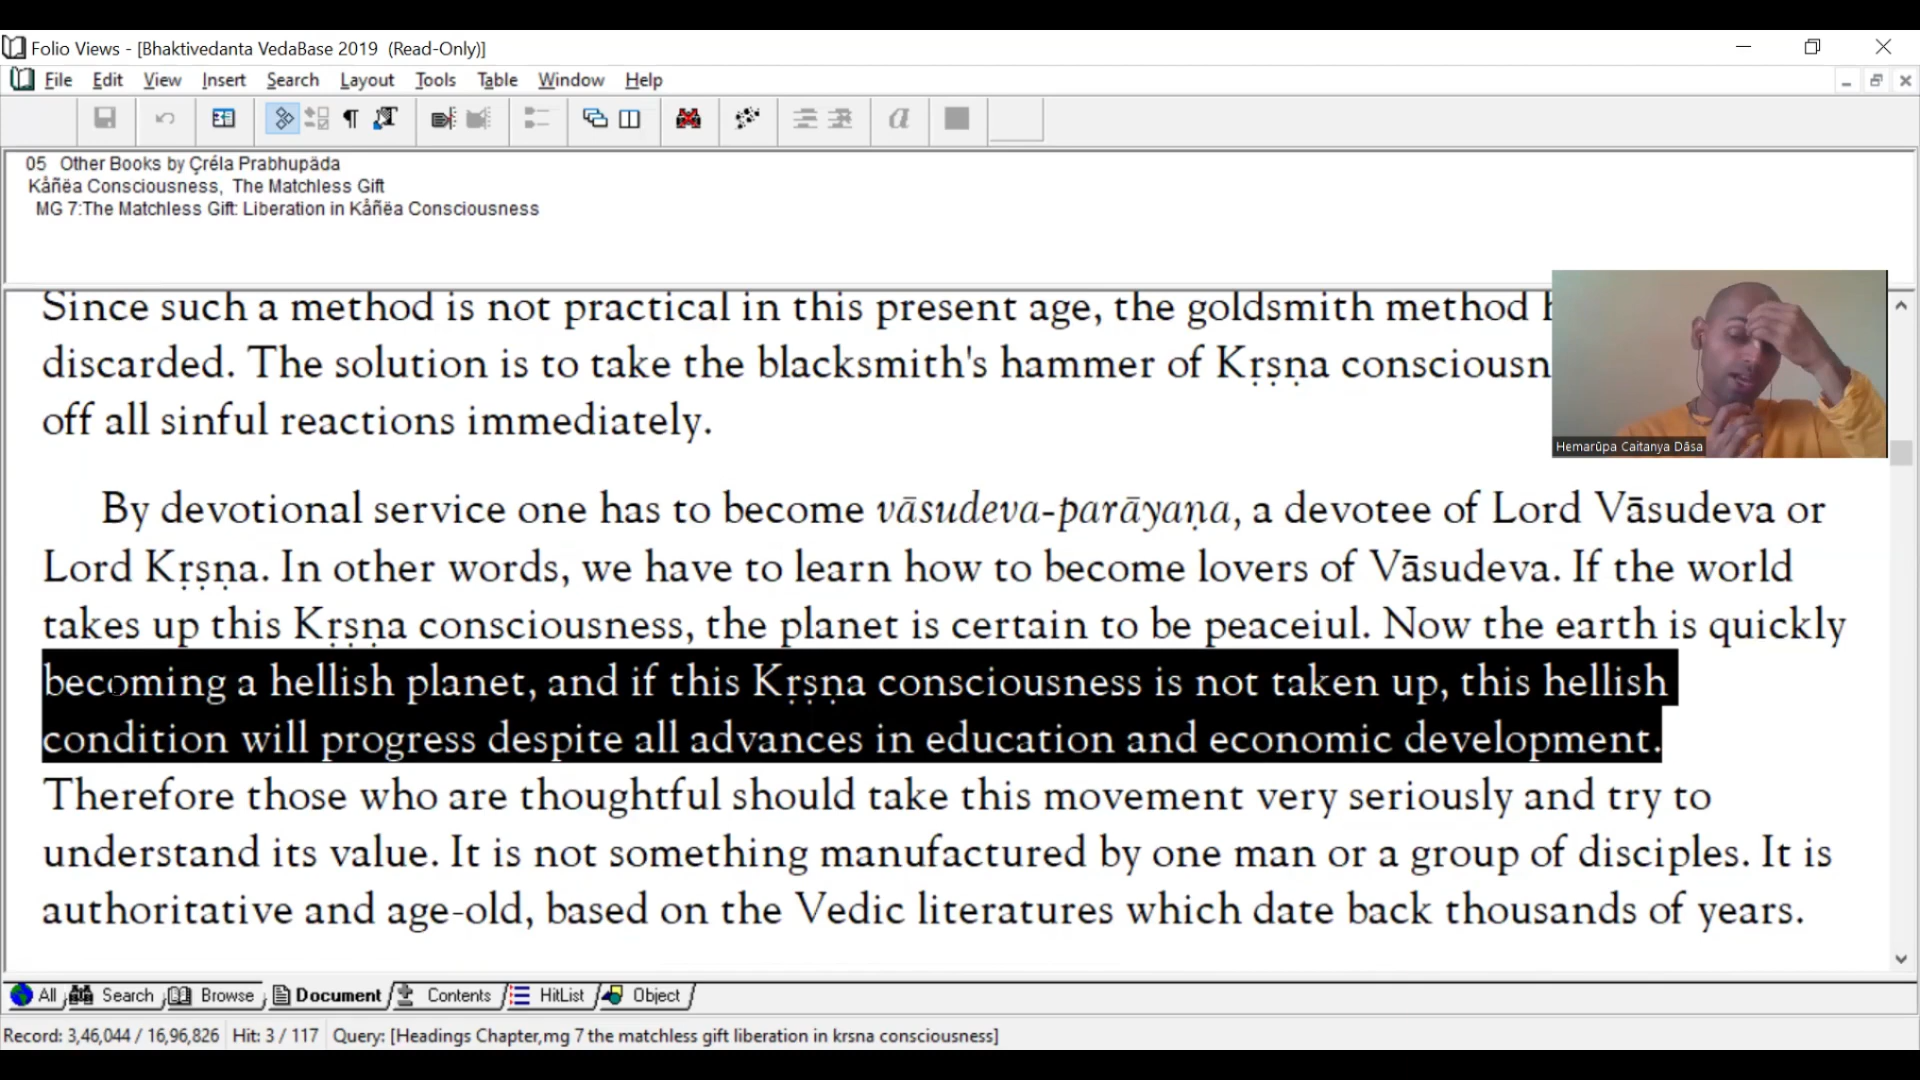 Folio Views - [Bhaktivedanta VedaBase 2019  (Read-Only)]
File Edit View Insert Search Layout Tools Table Window Help
05 Other Books by Çréla Prabhupäda
Kåñëa Consciousness, The Matchless Gift
MG 7:The Matchless Gift: Liberation in Kåñëa Consciousness
Since such a method is not practical in this present age, the goldsmith method
discarded. The solution is to take the blacksmith's hammer of Kṛṣṇa consciousn
off all sinful reactions immediately.
Hemarūpa Caitanya Dāsa
By devotional service one has to become vāsudeva-parāyaṇa, a devotee of Lord Vāsudeva or
Lord Kṛṣṇa. In other words, we have to learn how to become lovers of Vāsudeva. If the world
takes up this Kṛṣṇa consciousness, the planet is certain to be peaceiul. Now the earth is quickly
becoming a hellish planet, and if this Kṛṣṇa consciousness is not taken up, this hellish
condition will progress despite all advances in education and economic development.
Therefore those who are thoughtful should take this movement very seriously and try to
understand its value. It is not something manufactured by one man or a group of disciples. It is
authoritative and age-old, based on the Vedic literatures which date back thousands of years.
All Search Browse Document Contents HitList Object
Record: 3,46,044 / 16,96,826 Hit: 3 / 117 Query: [Headings Chapter,mg 7 the matchless gift liberation in krsna consciousness]